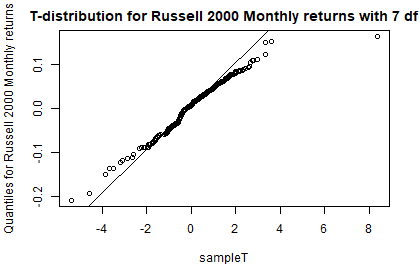 T-distribution for Russell 2000 Monthly returns with 7 df
Quantiles for Russell 2000 Monthly returns
0.1
0.0
-0.1
-0.2
-4 -2 0 2 4 6 8
sampleT